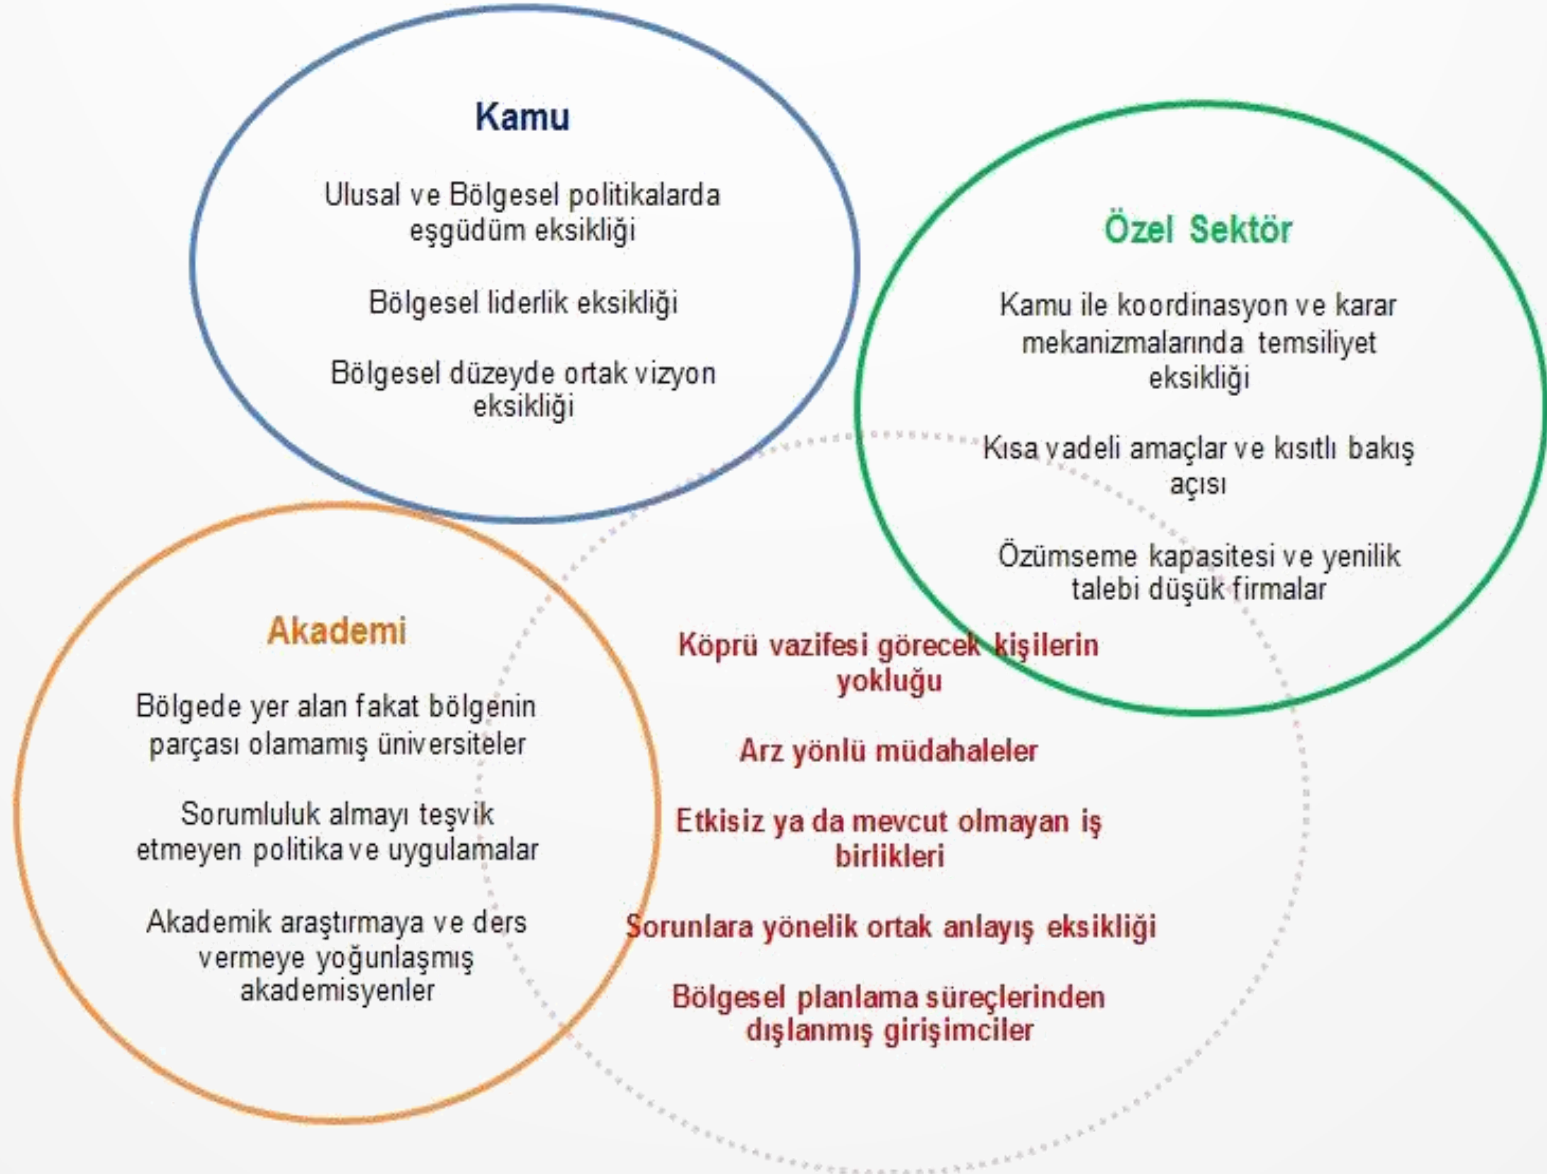 Kamu
Ulusal ve Bölgesel politikalarda
eşgüdüm eksikliği
Bölgesel liderlik eksikliği
Bölgesel düzeyde ortak vizyon
eksikliği
Özel Sektör
Kamu ile koordinasyon ve karar
mekanizmalarında temsiliyet
eksikliği
Kısa vadeli amaçlar ve kısıtlı bakış
açısı
Özümseme kapasitesi ve yenilik
talebi düşük firmalar
Akademi
Bölgede yer alan fakat bölgenin
parçası olamamış üniversiteler
Sorumluluk almayı teşvik
etmeyen politika ve uygulamalar
Akademik araştırmaya ve ders
vermeye yoğunlaşmış
akademisyenler
Köprü vazifesi görecek kişilerin
yokluğu
Arz yönlü müdahaleler
Etkisiz ya da mevcut olmayan iş
birlikleri
Sorunlara yönelik ortak anlayış eksikliği
Bölgesel planlama süreçlerinden
dışlanmış girişimciler